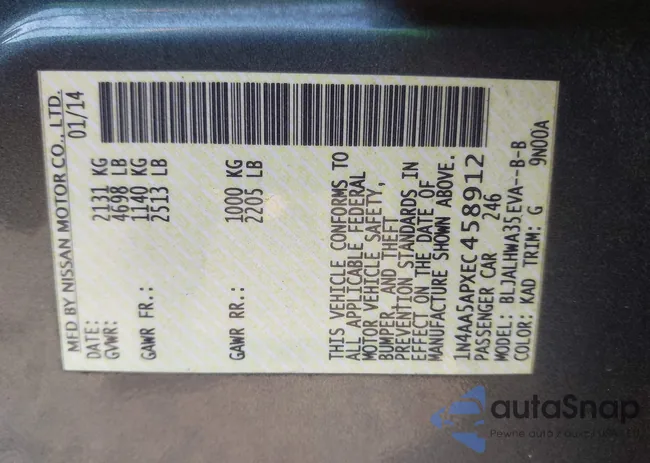 MFD BY NISSAN MOTOR CO., LTD.
DATE: 01/14
GVWR: 2131 KG
4698 LB
GAWR FR.: 1140 KG
2513 LB
GAWR RR.: 1000 KG
2205 LB
THIS VEHICLE CONFORMS TO
ALL APPLICABLE FEDERAL
MOTOR VEHICLE SAFETY,
BUMPER, AND THEFT
PREVENTION STANDARDS IN
EFFECT ON THE DATE OF
MANUFACTURE SHOWN ABOVE.
1N4AA5APXEC458912
PASSENGER CAR 246
MODEL: BLJALHWA35EVA--B-B
COLOR: KAD TRIM: G 9N00A
autaSnap
Pewne auto